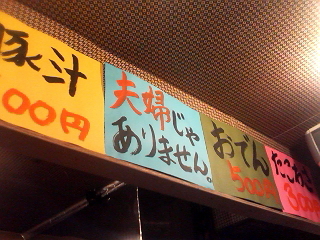 豚汁
00円
夫婦じゃ
ありません。
おでん
500円
たこわさ
300円